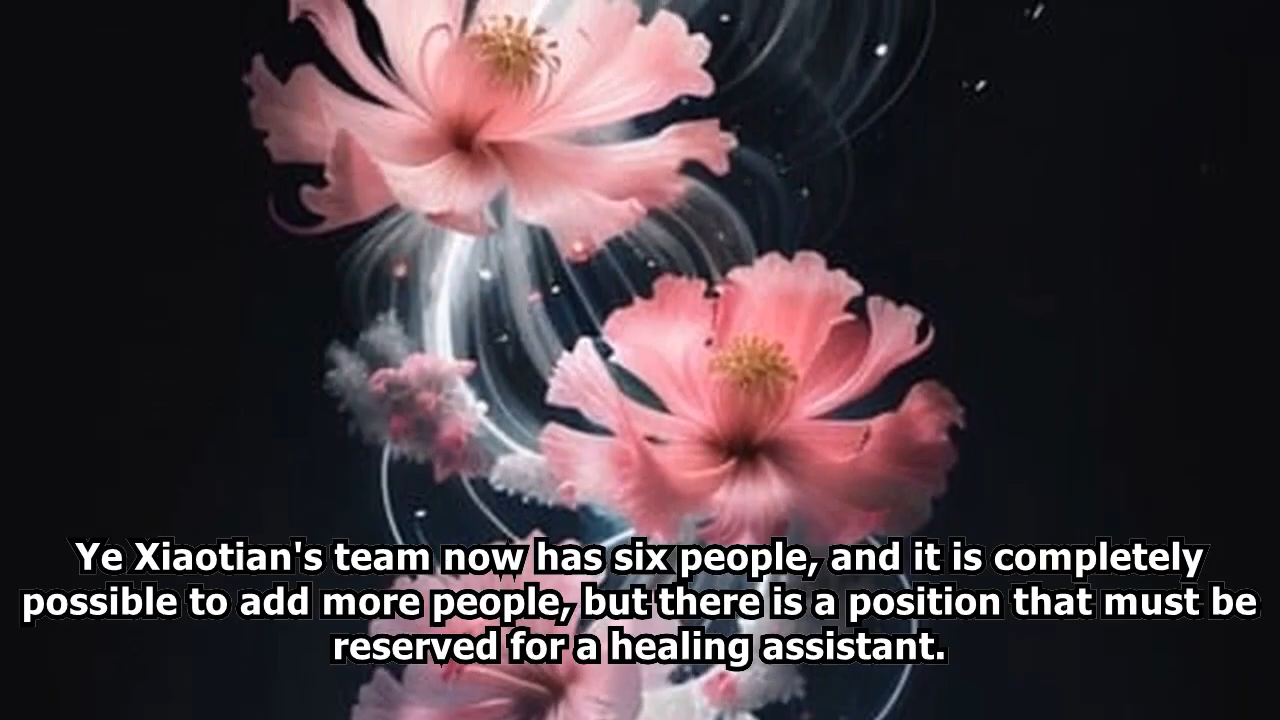 Ye Xiaotian's team now has six people, and it is completely
possible to add more people, but there is a position that must be
reserved for a healing assistant.